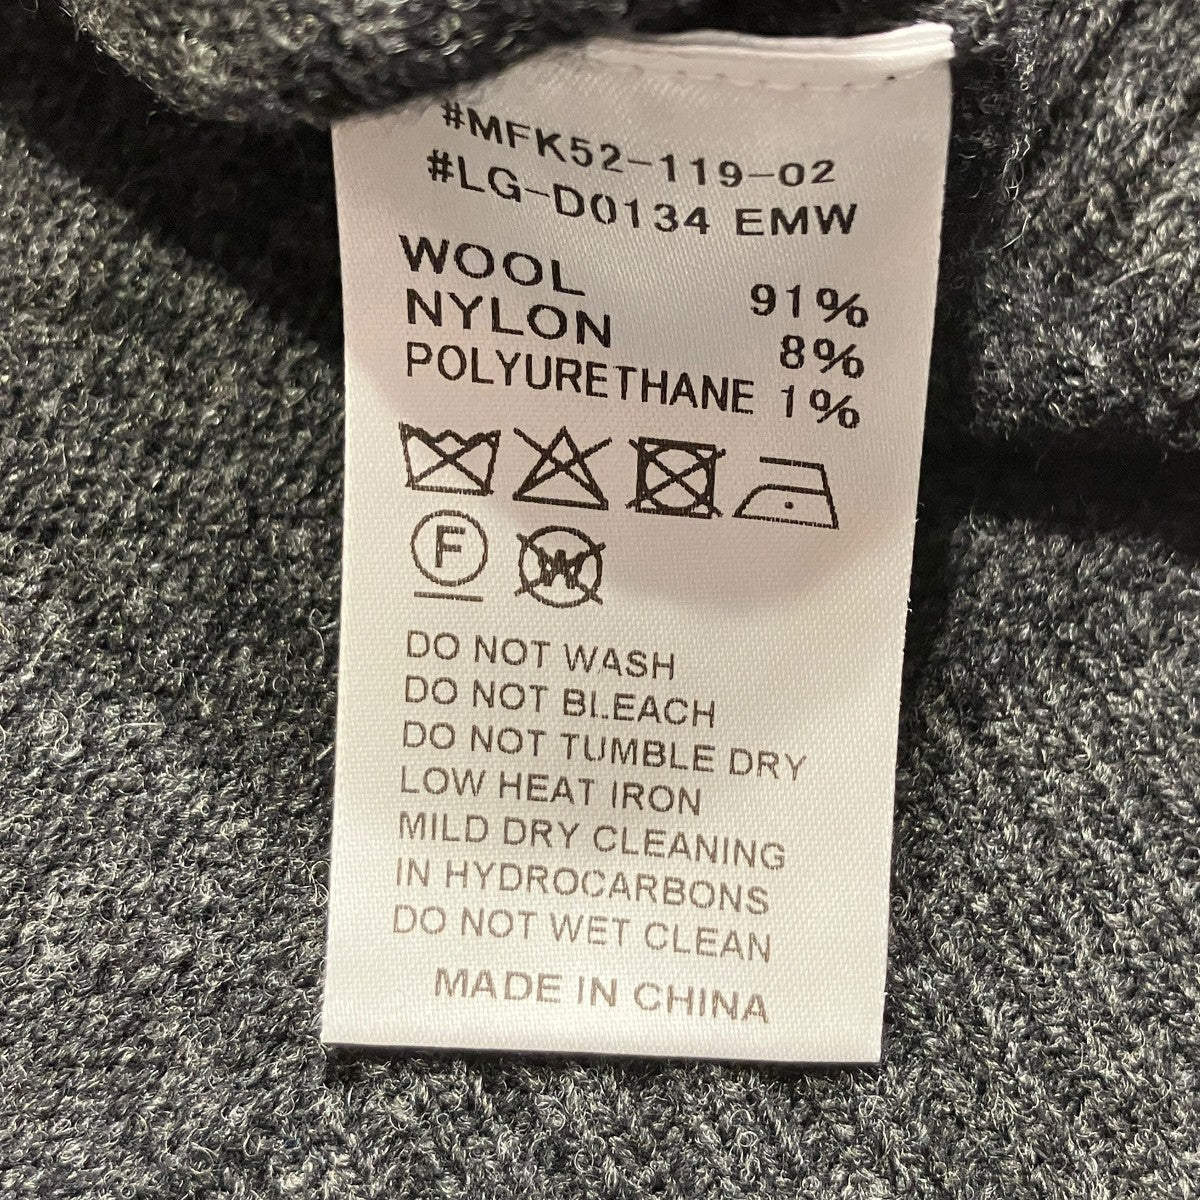 #MFK52-119-02
#LG-D0134 EMW
WOOL 91%
NYLON 8%
POLYURETHANE 1%
F W
DO NOT WASH
DO NOT BLEACH
DO NOT TUMBLE DRY
LOW HEAT IRON
MILD DRY CLEANING
IN HYDROCARBONS
DO NOT WET CLEAN
MADE IN CHINA